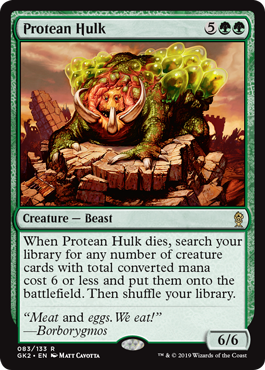 Protean Hulk 5
Creature — Beast
When Protean Hulk dies, search your
library for any number of creature
cards with total converted mana
cost 6 or less and put them onto the
battlefield. Then shuffle your library.
"Meat and eggs. We eat!"
—Borborygmos
6/6
083/133 R
GK2 • EN MATT CAVOTTA
™ & © 2019 Wizards of the Coast